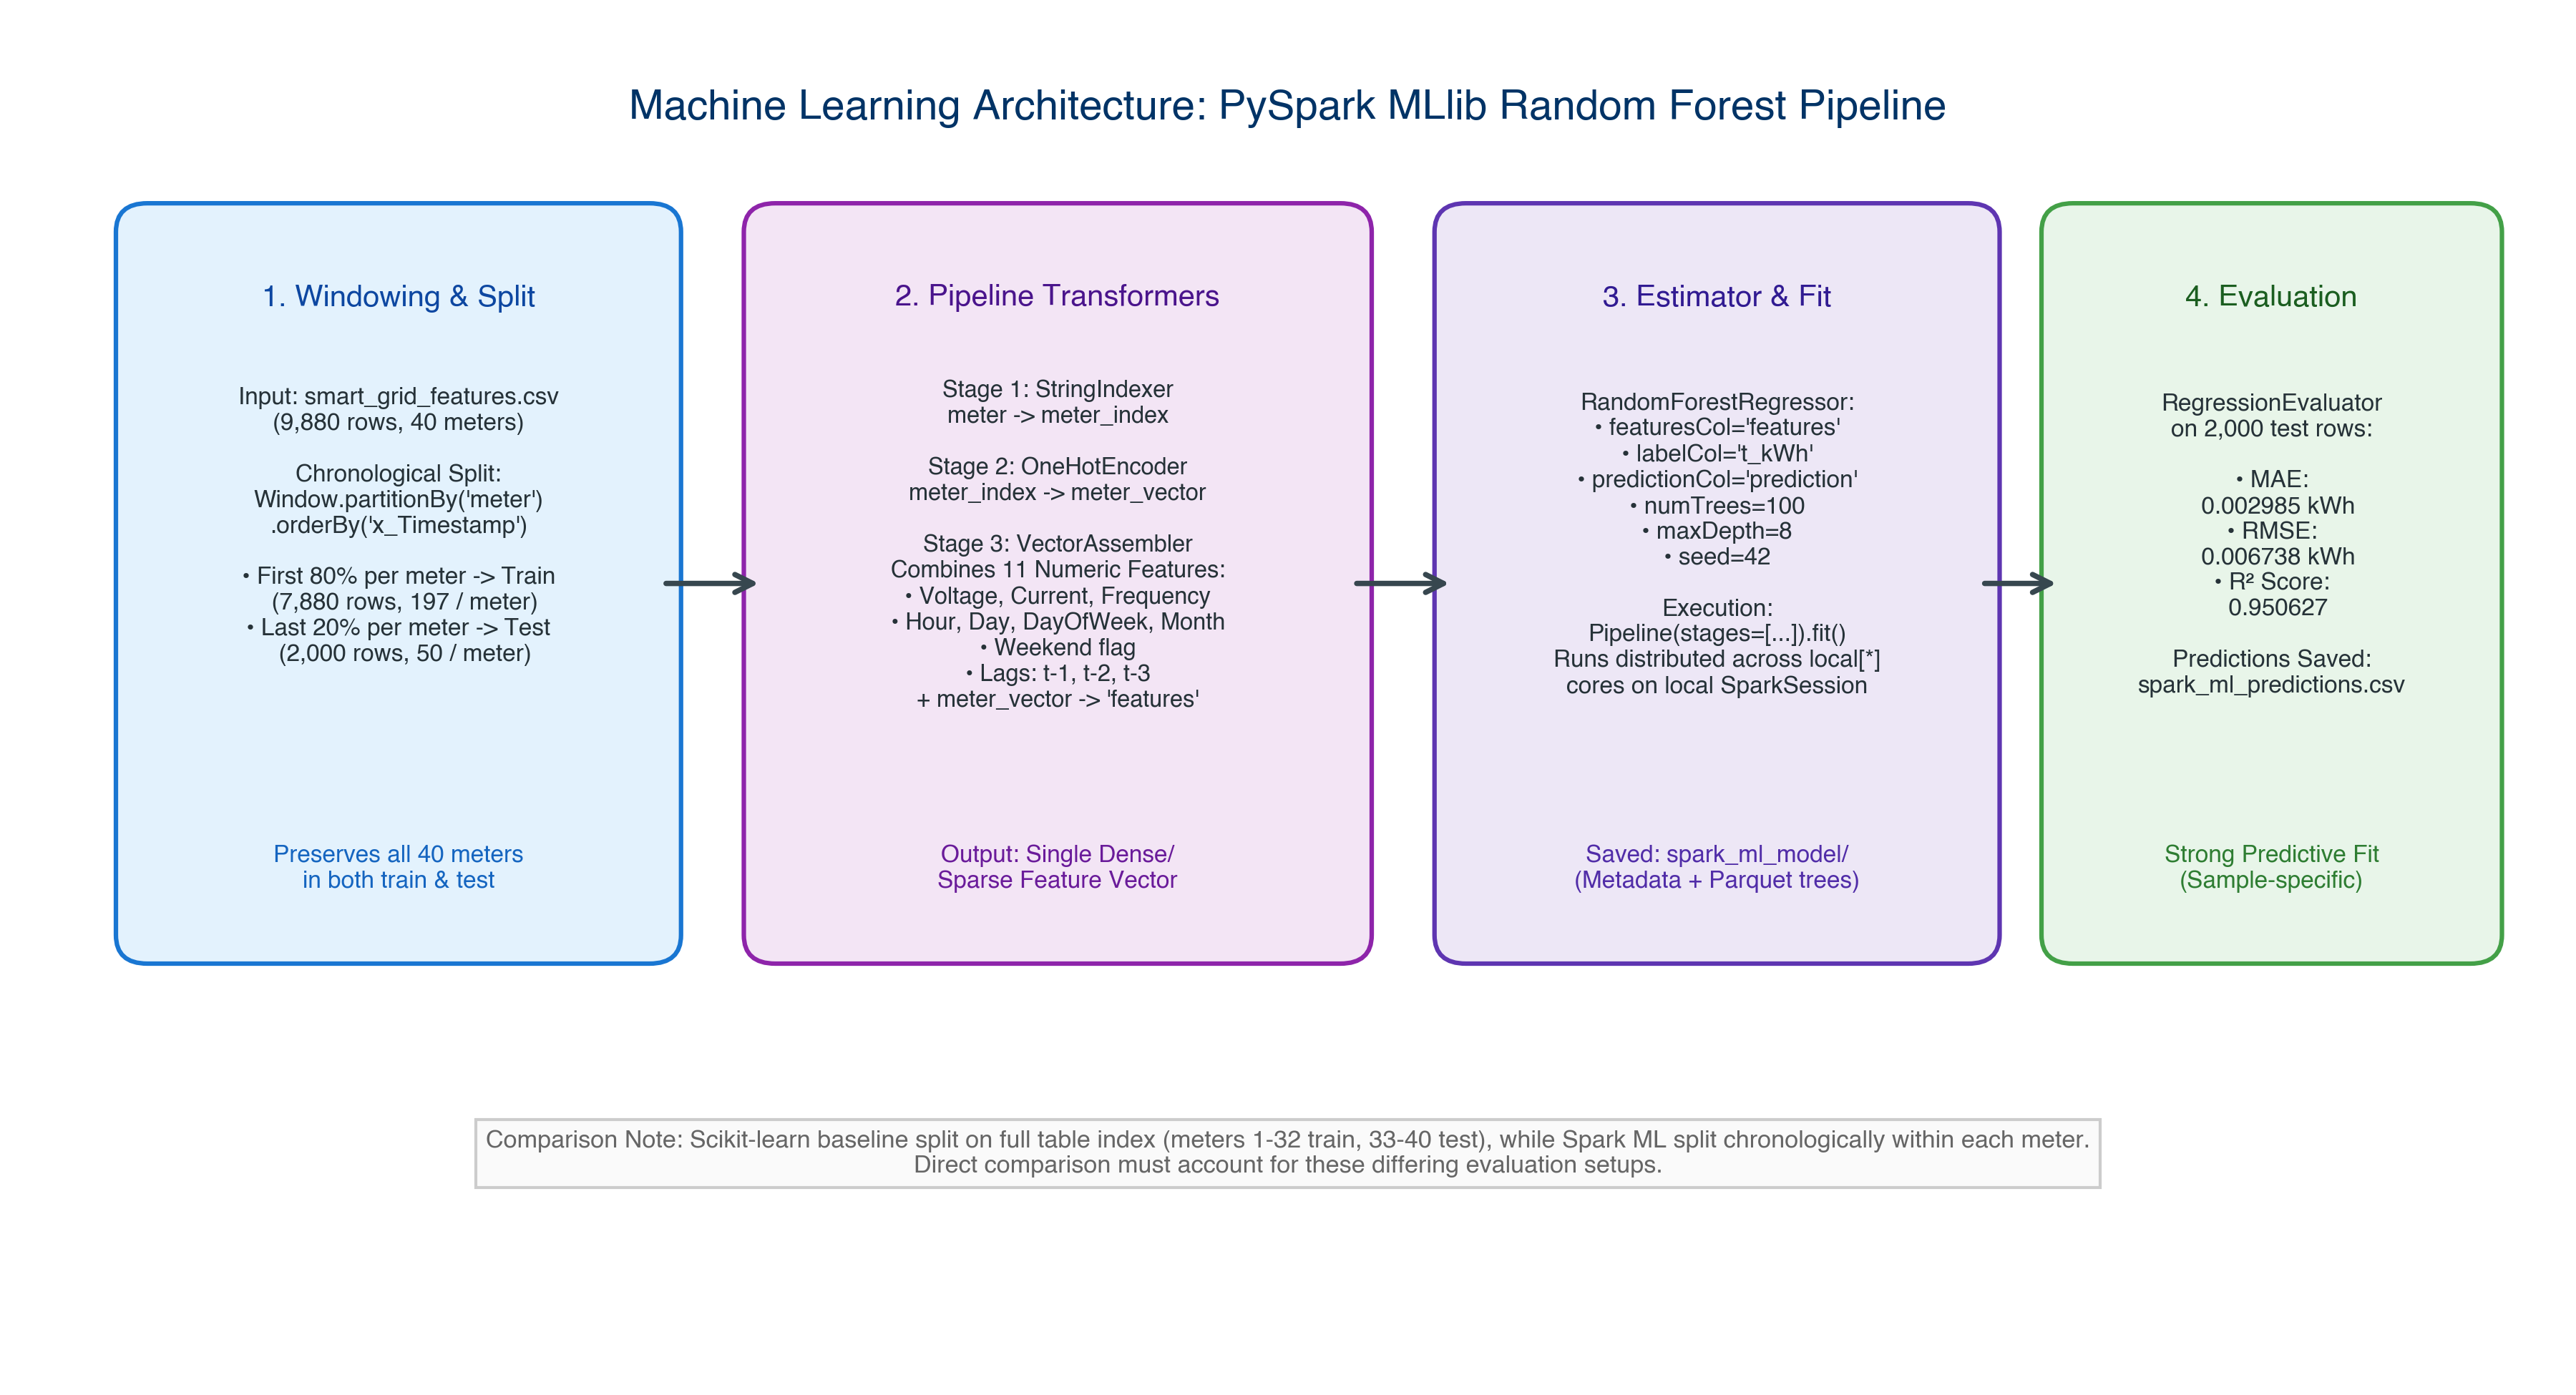 Machine Learning Architecture: PySpark MLlib Random Forest Pipeline
1. Windowing & Split
Input: smart_grid_features.csv
(9,880 rows, 40 meters)
Chronological Split:
Window.partitionBy('meter')
.orderBy('x_Timestamp')
• First 80% per meter -> Train
(7,880 rows, 197 / meter)
• Last 20% per meter -> Test
(2,000 rows, 50 / meter)
Preserves all 40 meters
in both train & test
2. Pipeline Transformers
Stage 1: StringIndexer
meter -> meter_index
Stage 2: OneHotEncoder
meter_index -> meter_vector
Stage 3: VectorAssembler
Combines 11 Numeric Features:
• Voltage, Current, Frequency
• Hour, Day, DayOfWeek, Month
• Weekend flag
• Lags: t-1, t-2, t-3
+ meter_vector -> 'features'
Output: Single Dense/
Sparse Feature Vector
3. Estimator & Fit
RandomForestRegressor:
• featuresCol='features'
• labelCol='t_kWh'
• predictionCol='prediction'
• numTrees=100
• maxDepth=8
• seed=42
Execution:
Pipeline(stages=[...]).fit()
Runs distributed across local[*]
cores on local SparkSession
Saved: spark_ml_model/
(Metadata + Parquet trees)
4. Evaluation
RegressionEvaluator
on 2,000 test rows:
• MAE:
0.002985 kWh
• RMSE:
0.006738 kWh
• R² Score:
0.950627
Predictions Saved:
spark_ml_predictions.csv
Strong Predictive Fit
(Sample-specific)
Comparison Note: Scikit-learn baseline split on full table index (meters 1-32 train, 33-40 test), while Spark ML split chronologically within each meter.
Direct comparison must account for these differing evaluation setups.